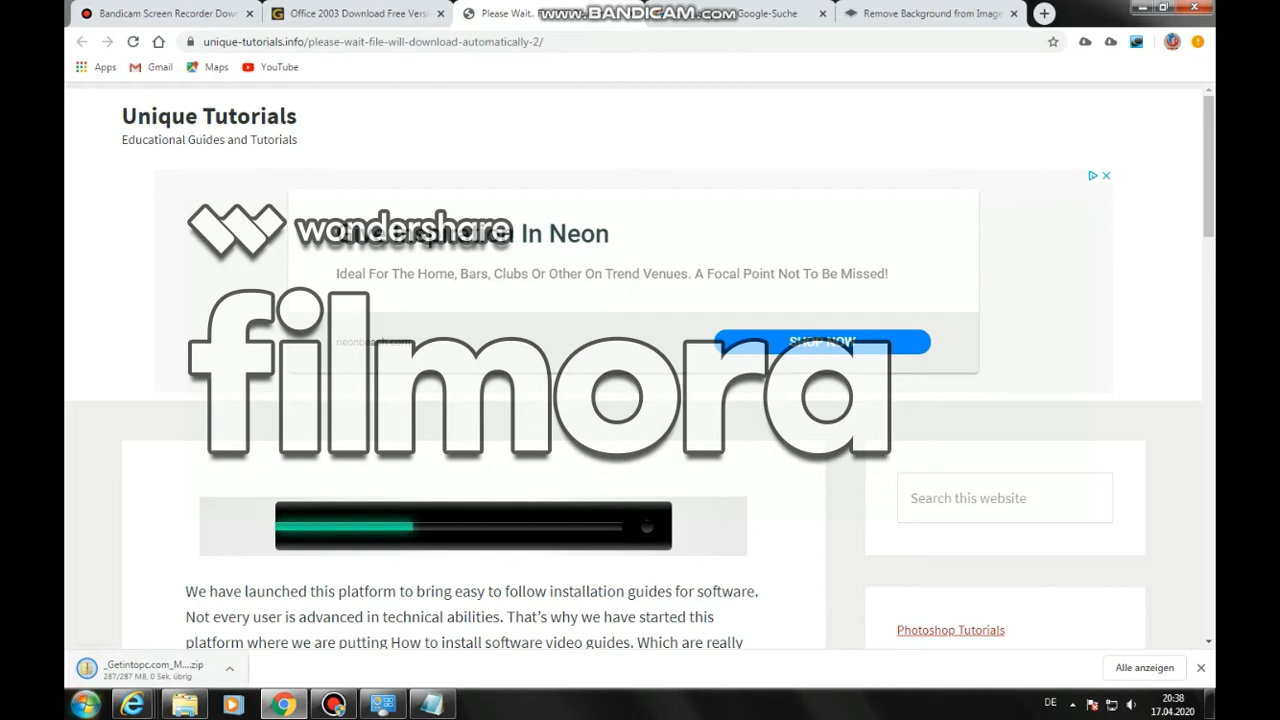 Bandicam Screen Recorder Dow
Office 2003 Download Free Versi
Please Wait..
www.BANDICAM.com
Google-Suche
Remove Background from Image
unique-tutorials.info/please-wait-file-will-download-automatically-2/
Apps
Gmail
Maps
YouTube
Unique Tutorials
Educational Guides and Tutorials
wondershare
In Neon
Ideal For The Home, Bars, Clubs Or Other On Trend Venues. A Focal Point Not To Be Missed!
neonbeach.com
SHOP NOW
filmora
Search this website
We have launched this platform to bring easy to follow installation guides for software.
Not every user is advanced in technical abilities. That’s why we have started this
platform where we are putting How to install software video guides. Which are really
Photoshop Tutorials
_Getintopc.com_M....zip
287/287 MB, 0 Sek. übrig
Alle anzeigen
DE
20:38
17.04.2020